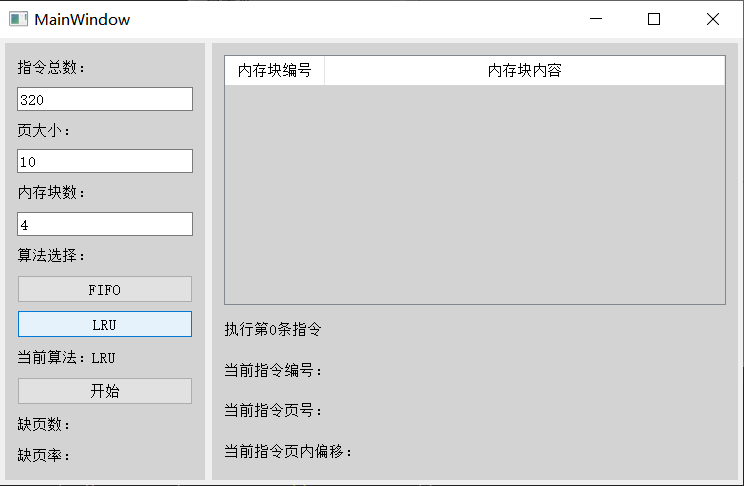 MainWindow
指令总数：
320
页大小：
10
内存块数：
4
算法选择：
FIFO
LRU
当前算法：LRU
开始
缺页数：
缺页率：
内存块编号 内存块内容
执行第0条指令
当前指令编号：
当前指令页号：
当前指令页内偏移：